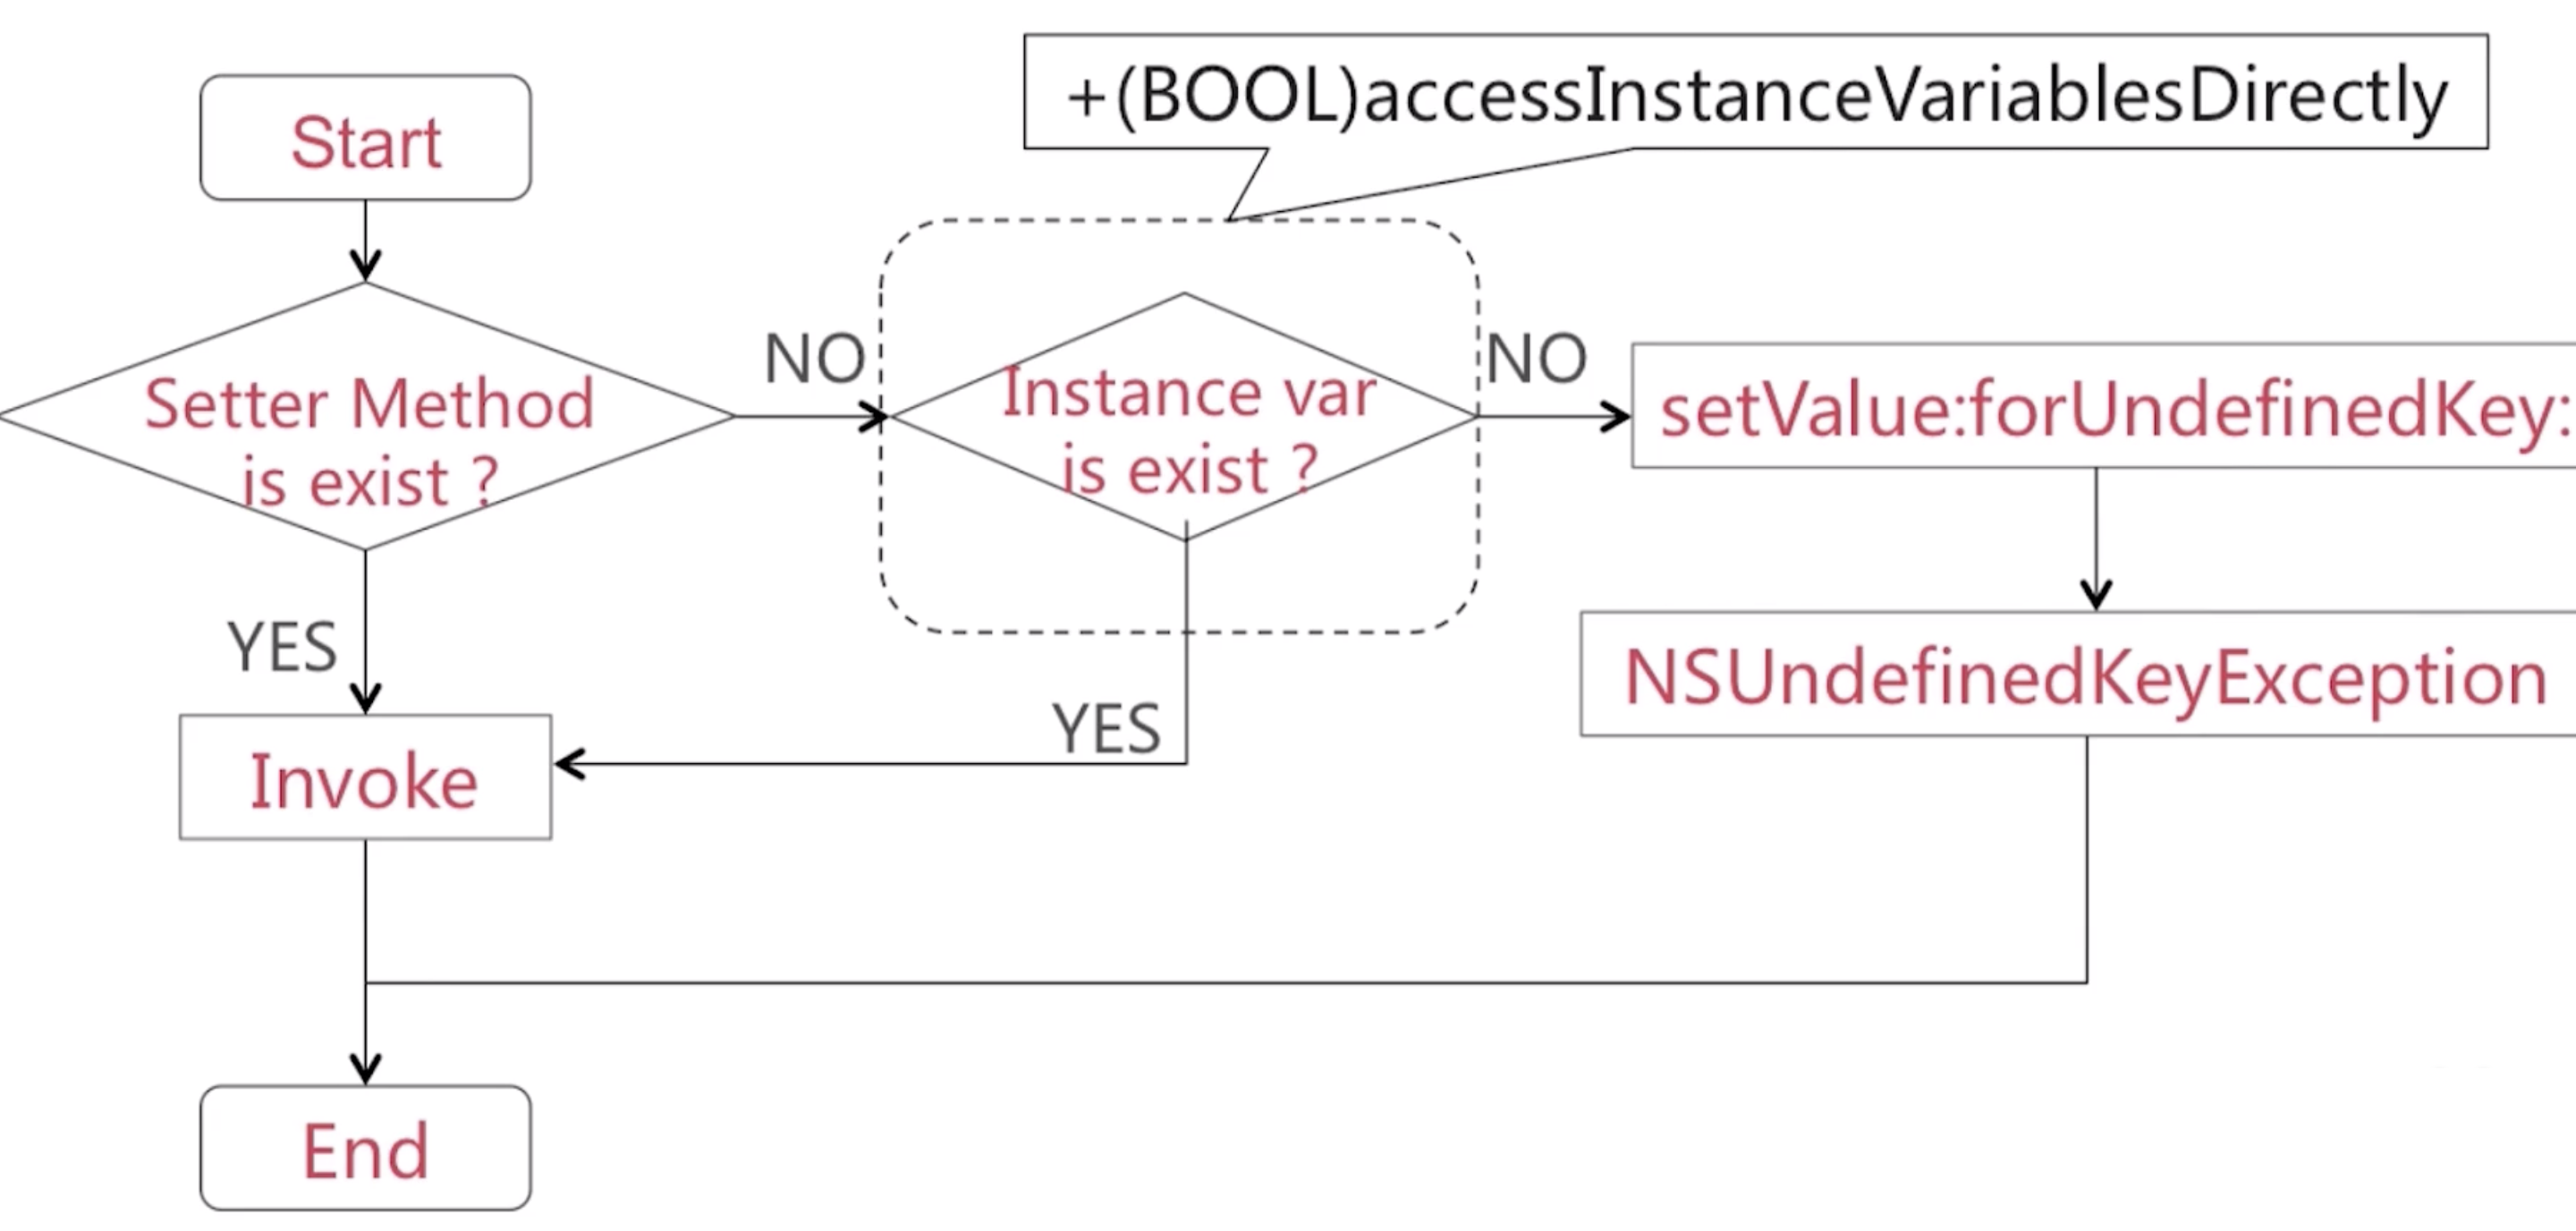 +(BOOL)accessInstanceVariablesDirectly
Start
Setter Method
is exist ?
NO
Instance var
is exist ?
NO
setValue:forUndefinedKey:
YES
YES
NSUndefinedKeyException
Invoke
End